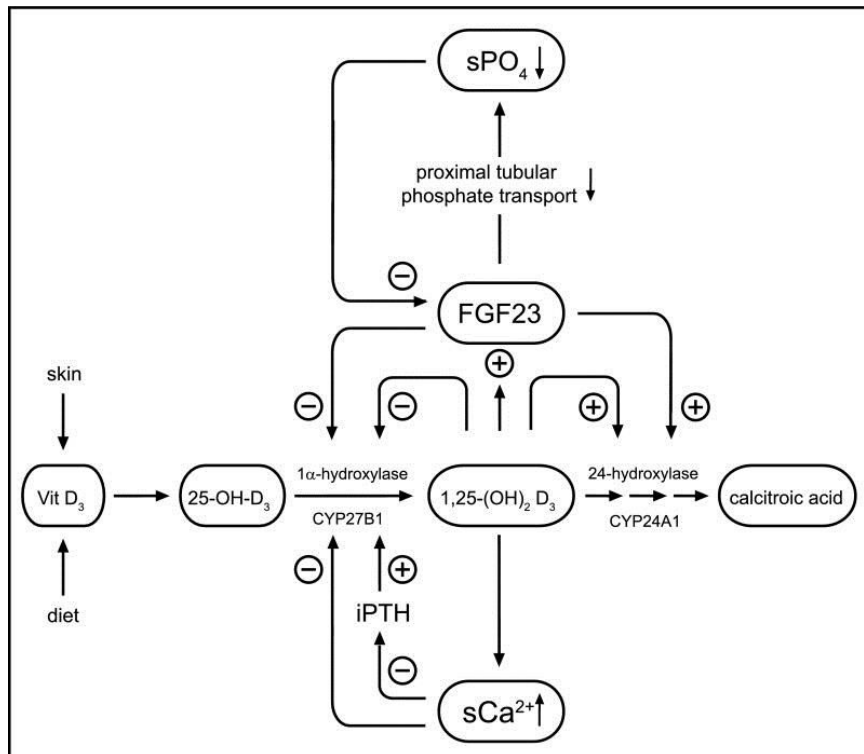 sPO₄ ↓
proximal tubular
phosphate transport ↓
−
FGF23
+
skin
−
−
+
+
Vit D₃
25-OH-D₃
1α-hydroxylase
CYP27B1
1,25-(OH)₂ D₃
24-hydroxylase
CYP24A1
calcitroic acid
diet
−
+
iPTH
−
sCa²⁺↑